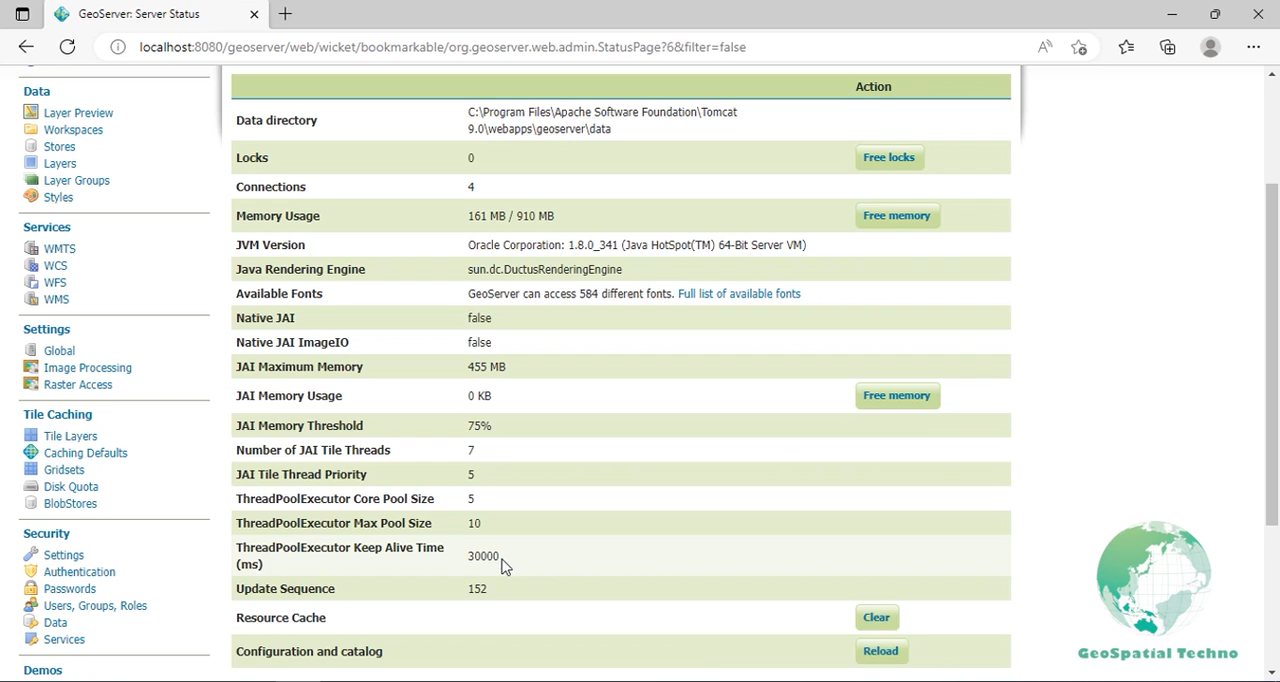 GeoServer: Server Status
localhost:8080/geoserver/web/wicket/bookmarkable/org.geoserver.web.admin.StatusPage?6&filter=false
Data
Layer Preview
Workspaces
Stores
Layers
Layer Groups
Styles
Services
WMTS
WCS
WFS
WMS
Settings
Global
Image Processing
Raster Access
Tile Caching
Tile Layers
Caching Defaults
Gridsets
Disk Quota
BlobStores
Security
Settings
Authentication
Passwords
Users, Groups, Roles
Data
Services
Demos
Action
Data directory C:\Program Files\Apache Software Foundation\Tomcat
9.0\webapps\geoserver\data
Locks 0 Free locks
Connections 4
Memory Usage 161 MB / 910 MB Free memory
JVM Version Oracle Corporation: 1.8.0_341 (Java HotSpot(TM) 64-Bit Server VM)
Java Rendering Engine sun.dc.DuctusRenderingEngine
Available Fonts GeoServer can access 584 different fonts. Full list of available fonts
Native JAI false
Native JAI ImageIO false
JAI Maximum Memory 455 MB
JAI Memory Usage 0 KB Free memory
JAI Memory Threshold 75%
Number of JAI Tile Threads 7
JAI Tile Thread Priority 5
ThreadPoolExecutor Core Pool Size 5
ThreadPoolExecutor Max Pool Size 10
ThreadPoolExecutor Keep Alive Time
(ms) 30000
Update Sequence 152
Resource Cache Clear
Configuration and catalog Reload
GeoSpatial Techno